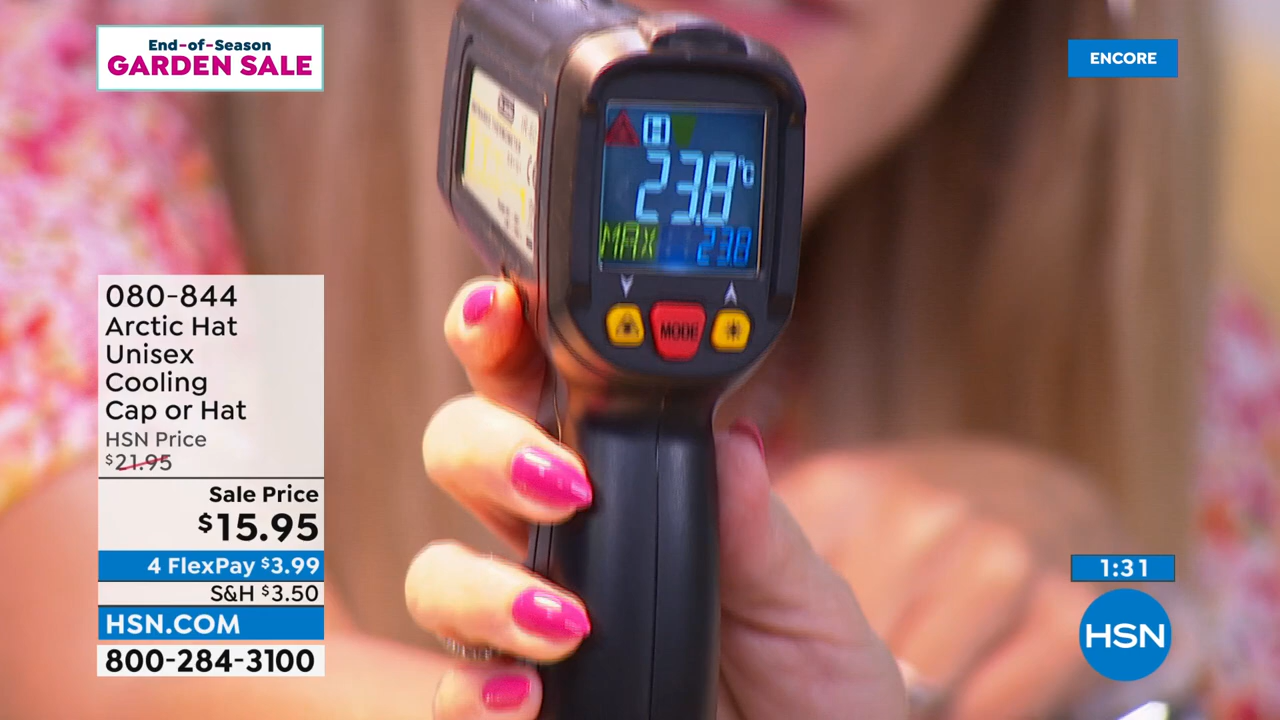 End-of-Season
GARDEN SALE
ENCORE
23.8°C
MAX 23.8
MODE
080-844
Arctic Hat
Unisex
Cooling
Cap or Hat
HSN Price
$21.95
Sale Price
$15.95
4 FlexPay $3.99
S&H $3.50
HSN.COM
800-284-3100
1:31
HSN